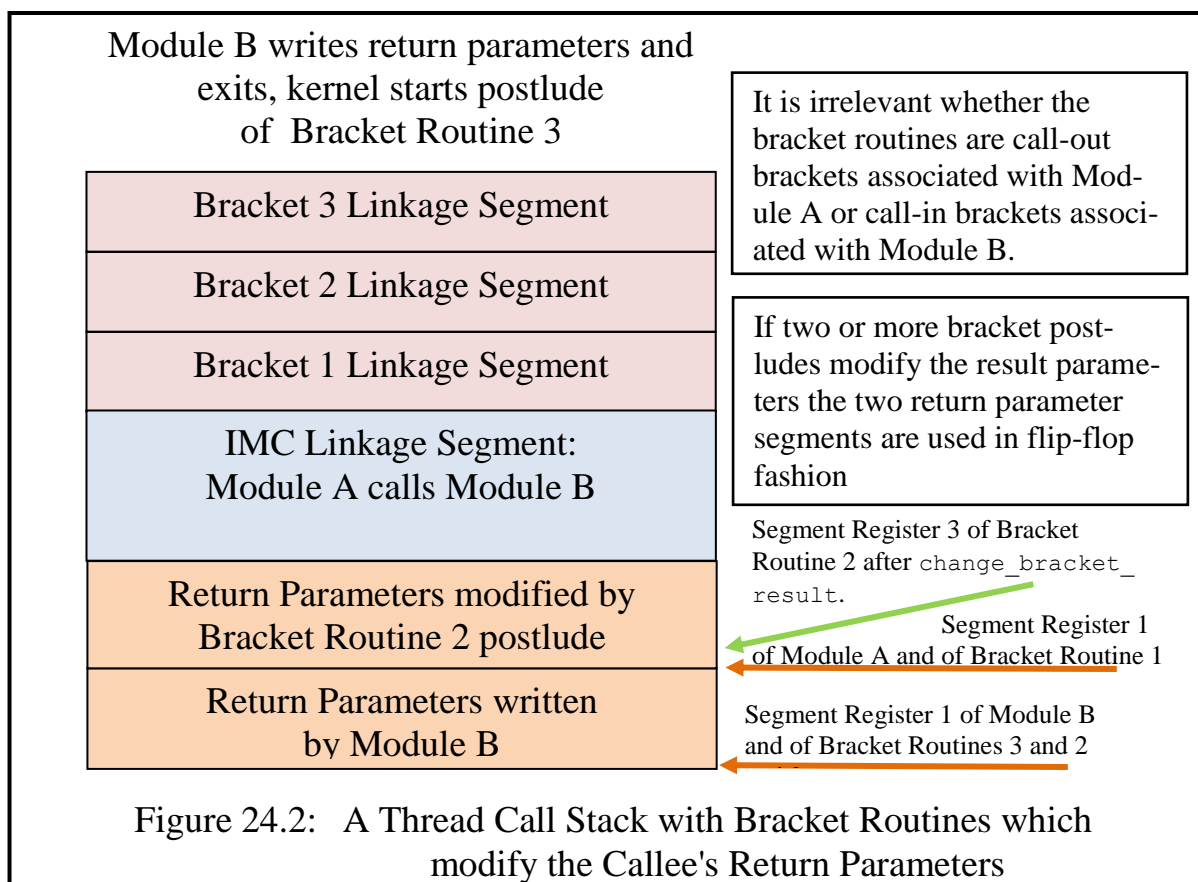 Module B writes return parameters and
exits, kernel starts postlude
of Bracket Routine 3
It is irrelevant whether the
bracket routines are call-out
brackets associated with Mod-
ule A or call-in brackets associ-
ated with Module B.
Bracket 3 Linkage Segment
Bracket 2 Linkage Segment
Bracket 1 Linkage Segment
If two or more bracket post-
ludes modify the result parame-
ters the two return parameter
segments are used in flip-flop
fashion
IMC Linkage Segment:
Module A calls Module B
Segment Register 3 of Bracket
Routine 2 after change_bracket_
result.
Return Parameters modified by
Bracket Routine 2 postlude
Segment Register 1
of Module A and of Bracket Routine 1
Return Parameters written
by Module B
Segment Register 1 of Module B
and of Bracket Routines 3 and 2
Figure 24.2: A Thread Call Stack with Bracket Routines which
modify the Callee's Return Parameters